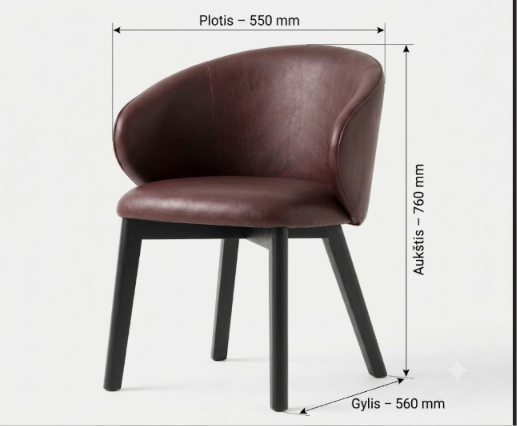 Plotis – 550 mm
Aukštis – 760 mm
Gylis – 560 mm